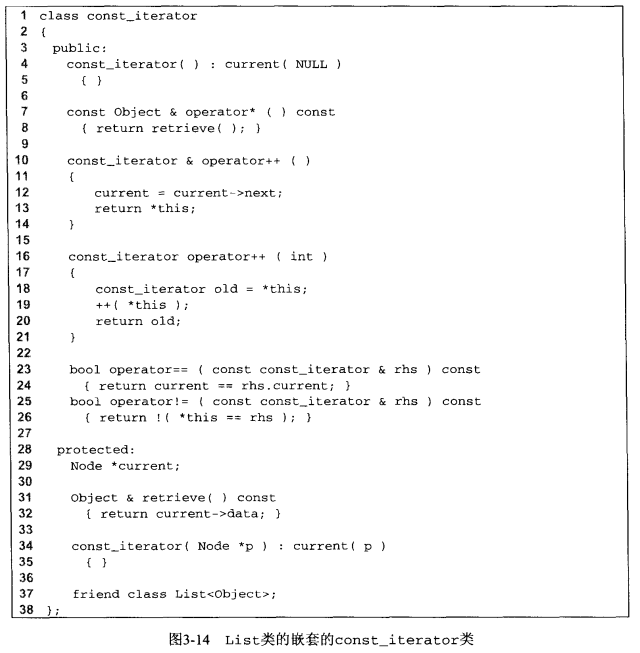 1 class const_iterator
2 {
3 public:
4 const_iterator( ) : current( NULL )
5 { }
6
7 const Object & operator* ( ) const
8 { return retrieve( ); }
9
10 const_iterator & operator++ ( )
11 {
12 current = current->next;
13 return *this;
14 }
15
16 const_iterator operator++ ( int )
17 {
18 const_iterator old = *this;
19 ++( *this );
20 return old;
21 }
22
23 bool operator== ( const const_iterator & rhs ) const
24 { return current == rhs.current; }
25 bool operator!= ( const const_iterator & rhs ) const
26 { return !( *this == rhs ); }
27
28 protected:
29 Node *current;
30
31 Object & retrieve( ) const
32 { return current->data; }
33
34 const_iterator( Node *p ) : current( p )
35 { }
36
37 friend class List<Object>;
38 };
图3-14 List类的嵌套的const_iterator类